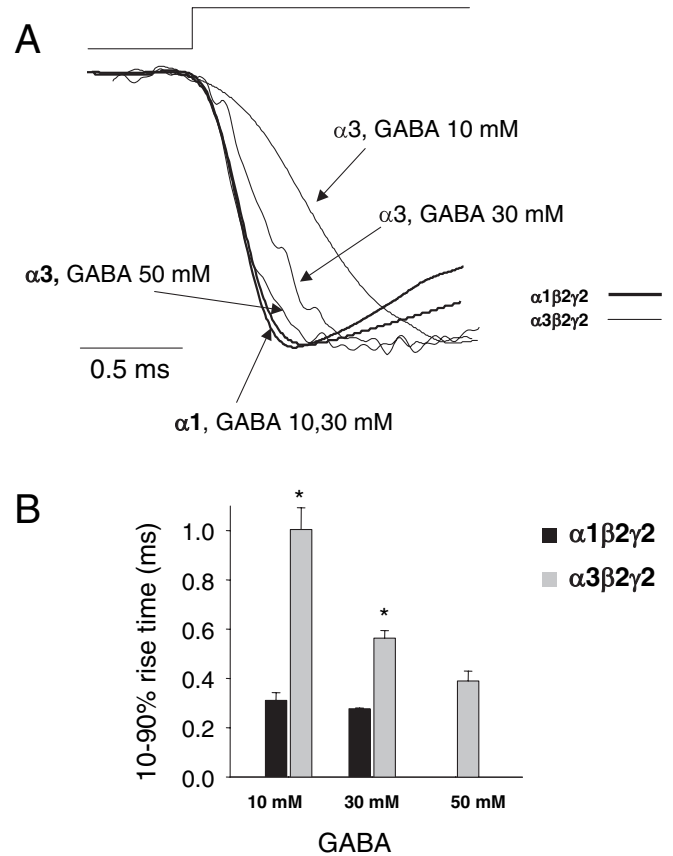 A
α3, GABA 10 mM
α3, GABA 30 mM
α3, GABA 50 mM
α1β2γ2
α3β2γ2
0.5 ms
α1, GABA 10,30 mM
B
10-90% rise time (ms)
1.0
0.8
0.6
0.4
0.2
0.0
*
*
α1β2γ2
α3β2γ2
10 mM 30 mM 50 mM
GABA